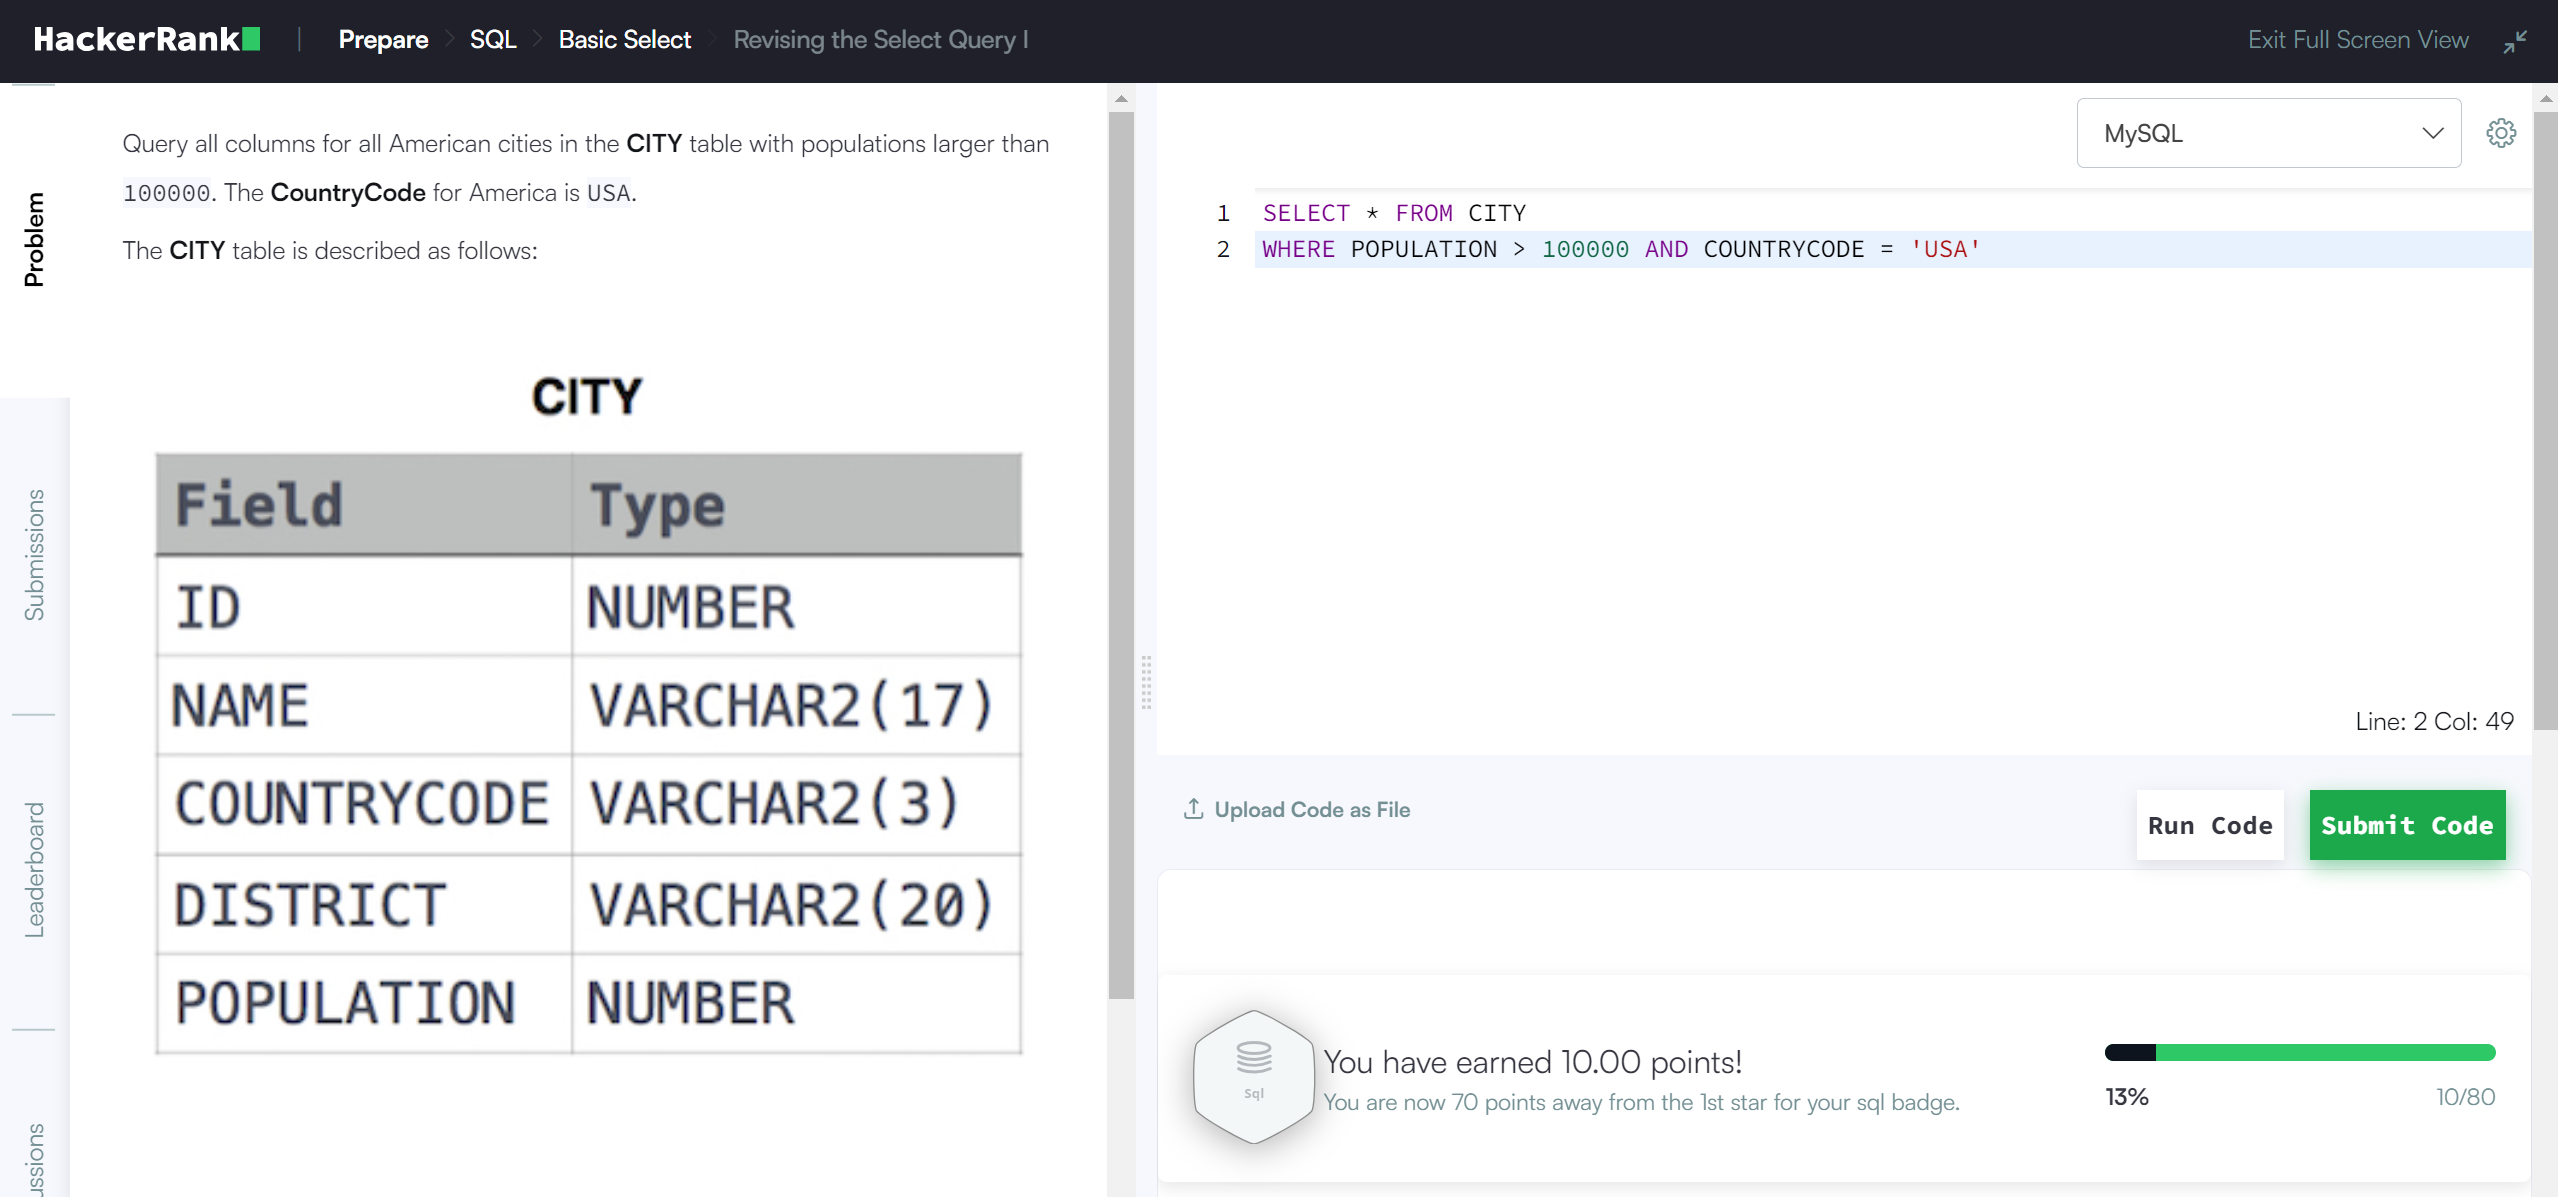 HackerRank | Prepare > SQL > Basic Select > Revising the Select Query I
Exit Full Screen View
Problem
Submissions
Leaderboard
ussions
Query all columns for all American cities in the CITY table with populations larger than
100000. The CountryCode for America is USA.
The CITY table is described as follows:
CITY
Field Type
ID NUMBER
NAME VARCHAR2(17)
COUNTRYCODE VARCHAR2(3)
DISTRICT VARCHAR2(20)
POPULATION NUMBER
MySQL
1 SELECT * FROM CITY
2 WHERE POPULATION > 100000 AND COUNTRYCODE = 'USA'
Line: 2 Col: 49
Upload Code as File
Run Code
Submit Code
Sql
You have earned 10.00 points!
You are now 70 points away from the 1st star for your sql badge.
13%
10/80